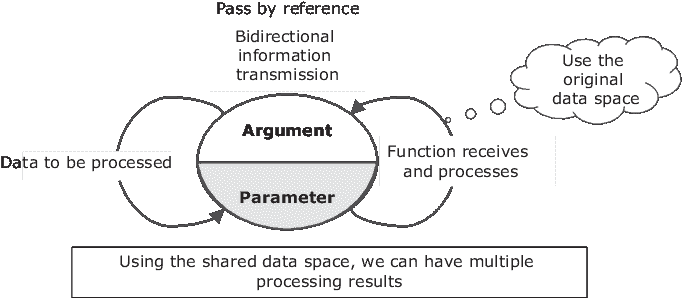 Pass by reference
Bidirectional
information
transmission
Use the
original
data space
Argument
Data to be processed
Function receives
and processes
Parameter
Using the shared data space, we can have multiple
processing results